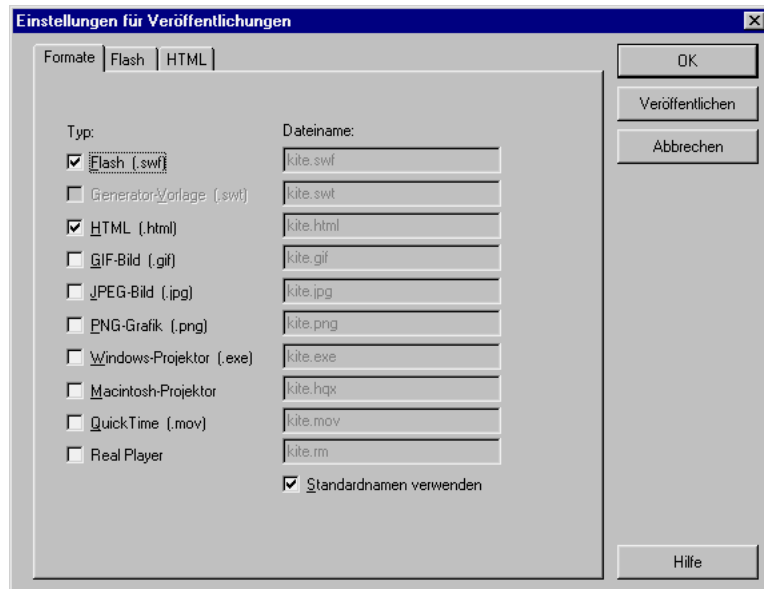 Einstellungen für Veröffentlichungen
Formate Flash HTML
OK
Veröffentlichen
Abbrechen
Typ: Dateiname:
Flash (.swf) kite.swf
Generator-Vorlage (.swt) kite.swt
HTML (.html) kite.html
GIF-Bild (.gif) kite.gif
JPEG-Bild (.jpg) kite.jpg
PNG-Grafik (.png) kite.png
Windows-Projektor (.exe) kite.exe
Macintosh-Projektor kite.hqx
QuickTime (.mov) kite.mov
Real Player kite.rm
Standardnamen verwenden
Hilfe